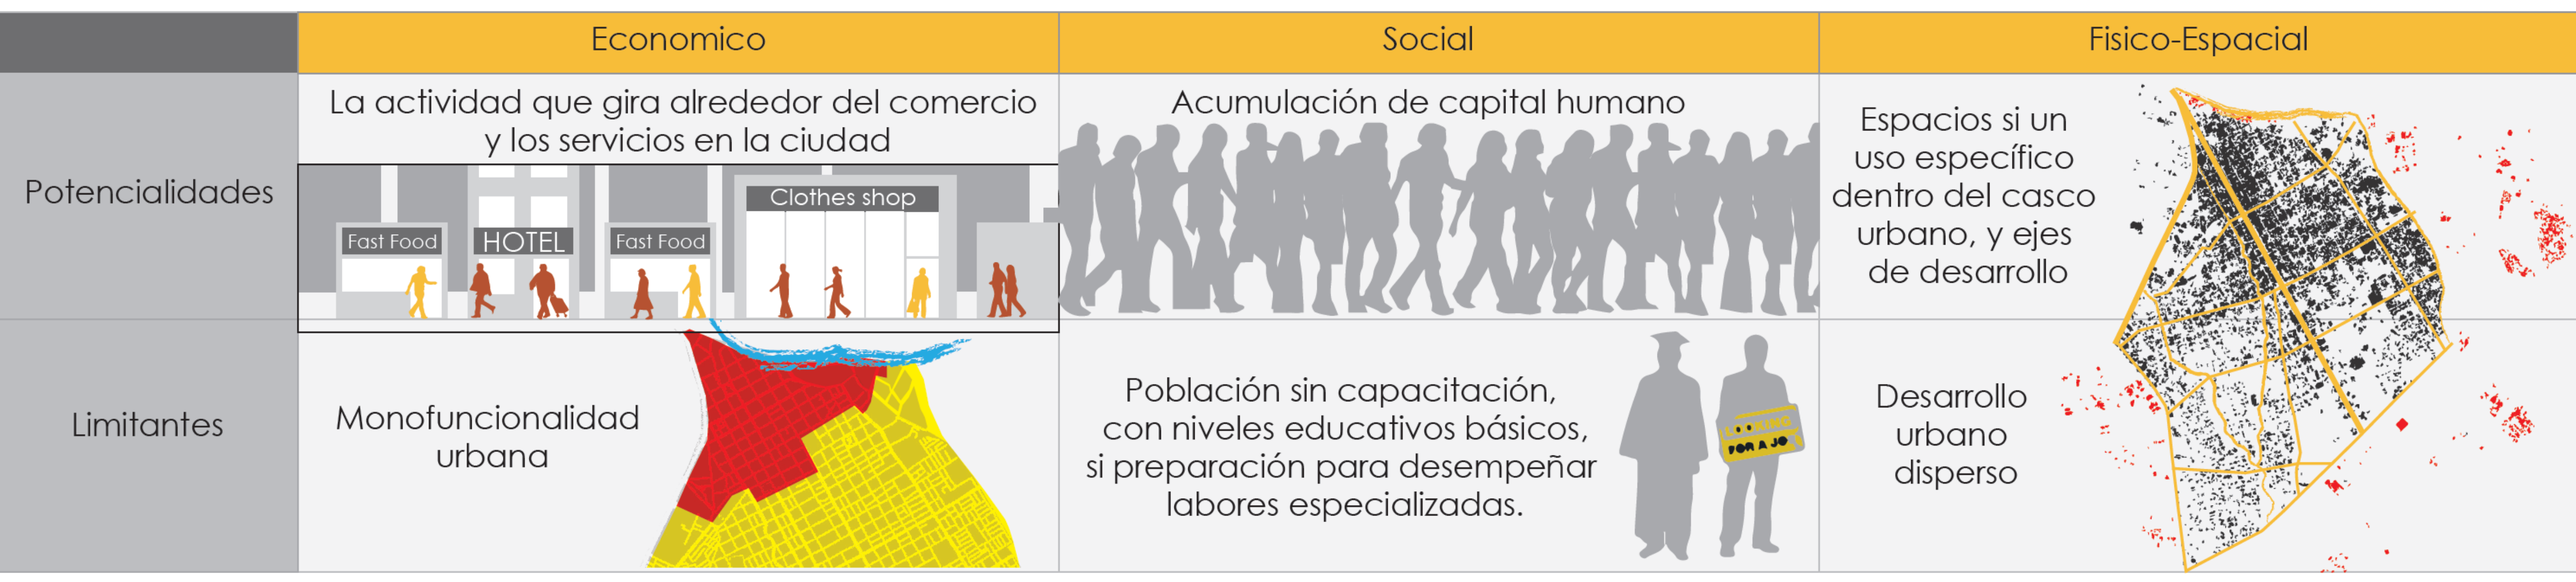 Economico
Social
Fisico-Espacial
Potencialidades
La actividad que gira alrededor del comercio
y los servicios en la ciudad
Fast Food
HOTEL
Fast Food
Clothes shop
Acumulación de capital humano
Espacios si un
uso específico
dentro del casco
urbano, y ejes
de desarrollo
Limitantes
Monofuncionalidad
urbana
Población sin capacitación,
con niveles educativos básicos,
si preparación para desempeñar
labores especializadas.
LOOKING
FOR A JO
Desarrollo
urbano
disperso